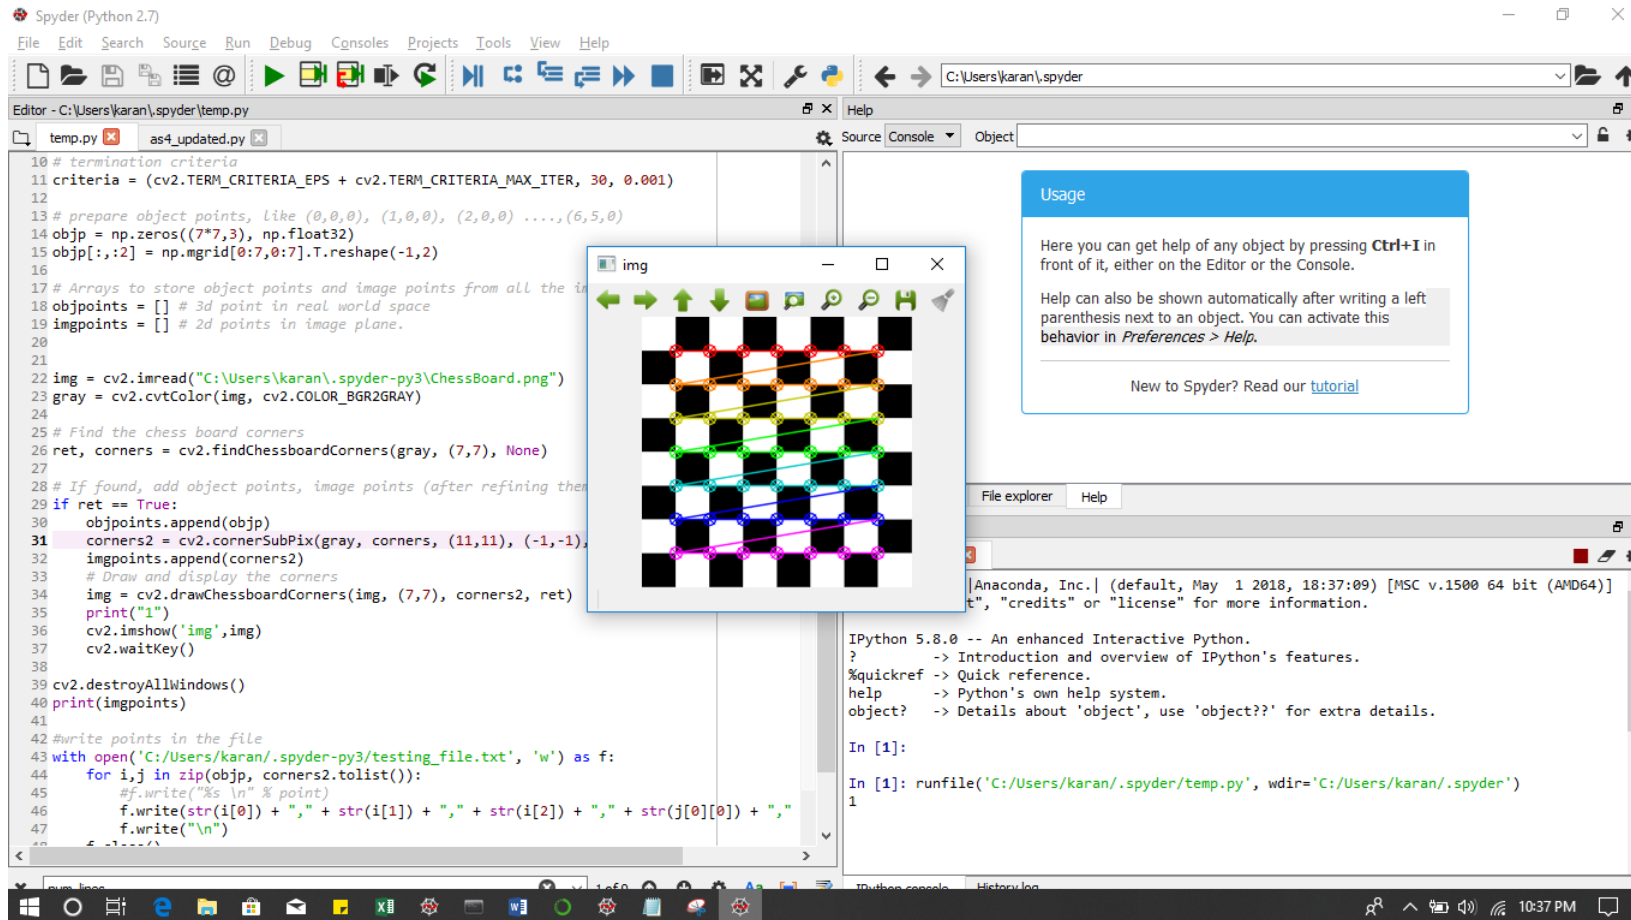 Spyder (Python 2.7)
File Edit Search Source Run Debug Consoles Projects Tools View Help
C:\Users\karan\.spyder
Editor - C:\Users\karan\.spyder\temp.py
Help
temp.py
as4_updated.py
Source Console Object
10 # termination criteria
11 criteria = (cv2.TERM_CRITERIA_EPS + cv2.TERM_CRITERIA_MAX_ITER, 30, 0.001)
12
13 # prepare object points, like (0,0,0), (1,0,0), (2,0,0) ....,(6,5,0)
14 objp = np.zeros((7*7,3), np.float32)
15 objp[:,:2] = np.mgrid[0:7,0:7].T.reshape(-1,2)
16
17 # Arrays to store object points and image points from all the
18 objpoints = [] # 3d point in real world space
19 imgpoints = [] # 2d points in image plane.
20
21
22 img = cv2.imread("C:\Users\karan\.spyder-py3\ChessBoard.png")
23 gray = cv2.cvtColor(img, cv2.COLOR_BGR2GRAY)
24
25 # Find the chess board corners
26 ret, corners = cv2.findChessboardCorners(gray, (7,7), None)
27
28 # If found, add object points, image points (after refining
29 if ret == True:
30 objpoints.append(objp)
31 corners2 = cv2.cornerSubPix(gray, corners, (11,11), (-1,-1),
32 imgpoints.append(corners2)
33 # Draw and display the corners
34 img = cv2.drawChessboardCorners(img, (7,7), corners2, ret)
35 print("1")
36 cv2.imshow('img',img)
37 cv2.waitKey()
38
39 cv2.destroyAllWindows()
40 print(imgpoints)
41
42 #write points in the file
43 with open('C:/Users/karan/.spyder-py3/testing_file.txt', 'w') as f:
44 for i,j in zip(objp, corners2.tolist()):
45 #f.write("%s \n" % point)
46 f.write(str(i[0]) + "," + str(i[1]) + "," + str(i[2]) + "," + str(j[0][0]) + ","
47 f.write("\n")
img
Usage
Here you can get help of any object by pressing Ctrl+I in
front of it, either on the Editor or the Console.
Help can also be shown automatically after writing a left
parenthesis next to an object. You can activate this
behavior in Preferences > Help.
New to Spyder? Read our tutorial
File explorer Help
|Anaconda, Inc.| (default, May 1 2018, 18:37:09) [MSC v.1500 64 bit (AMD64)]
"credits" or "license" for more information.
IPython 5.8.0 -- An enhanced Interactive Python.
? -> Introduction and overview of IPython's features.
%quickref -> Quick reference.
help -> Python's own help system.
object? -> Details about 'object', use 'object??' for extra details.
In [1]:
In [1]: runfile('C:/Users/karan/.spyder/temp.py', wdir='C:/Users/karan/.spyder')
1
IPython console History log
10:37 PM